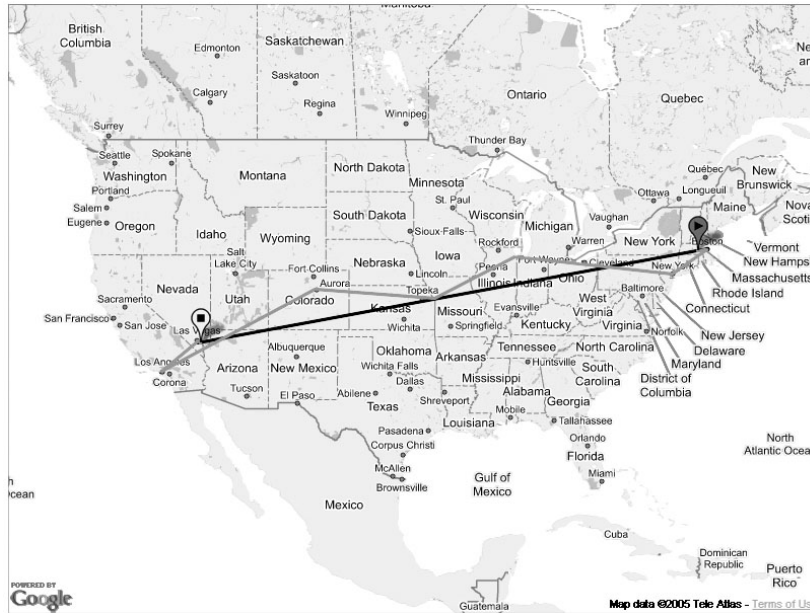 Manitoba
British
Columbia
Edmonton
Saskatchewan
Saskatoon
Calgary
Regina
Winnipeg
Ontario
Quebec
Surrey
Seattle
Spokane
Washington
Portland
Salem
Eugene
Oregon
Idaho
Montana
North Dakota
South Dakota
Minnesota
St. Paul
Sioux Falls
Thunder Bay
Wisconsin
Michigan
Rockford
Warren
Vaughan
Ottawa
Québec
Longueuil
Maine
New
Brunswick
Nova
Scoti
New York
Boston
Vermont
New Hamps
Massachusetts
Rhode Island
Connecticut
New York
New Jersey
Delaware
Maryland
District of
Columbia
Wyoming
Salt
Lake City
Fort Collins
Aurora
Nebraska
Lincoln
Iowa
Peoria
Fort Wayne
Cleveland
Illinois
Indiana
Ohio
Baltimore
Sacramento
San Francisco
San Jose
Nevada
Utah
Las Vegas
Colorado
Topeka
Kansas
Wichita
Missouri
Springfield
Evansville
West
Virginia
Kentucky
Virginia
Norfolk
Los Angeles
Corona
Arizona
Tucson
Albuquerque
New Mexico
El Paso
Oklahoma
Wichita Falls
Dallas
Abilene
Texas
Shreveport
Arkansas
Tennessee
Huntsville
North Carolina
South
Carolina
Mississippi
Alabama
Georgia
Mobile
Tallahassee
Louisiana
Pasadena
Corpus Christi
McAllen
Brownsville
Orlando
Florida
Miami
Gulf of
Mexico
Mexico
North
Atlantic Ocea
Cuba
Dominican
Republic
Puerto
Rico
Guatemala
cean
POWERED BY
Google
Map data ©2005 Tele Atlas - Terms of Us